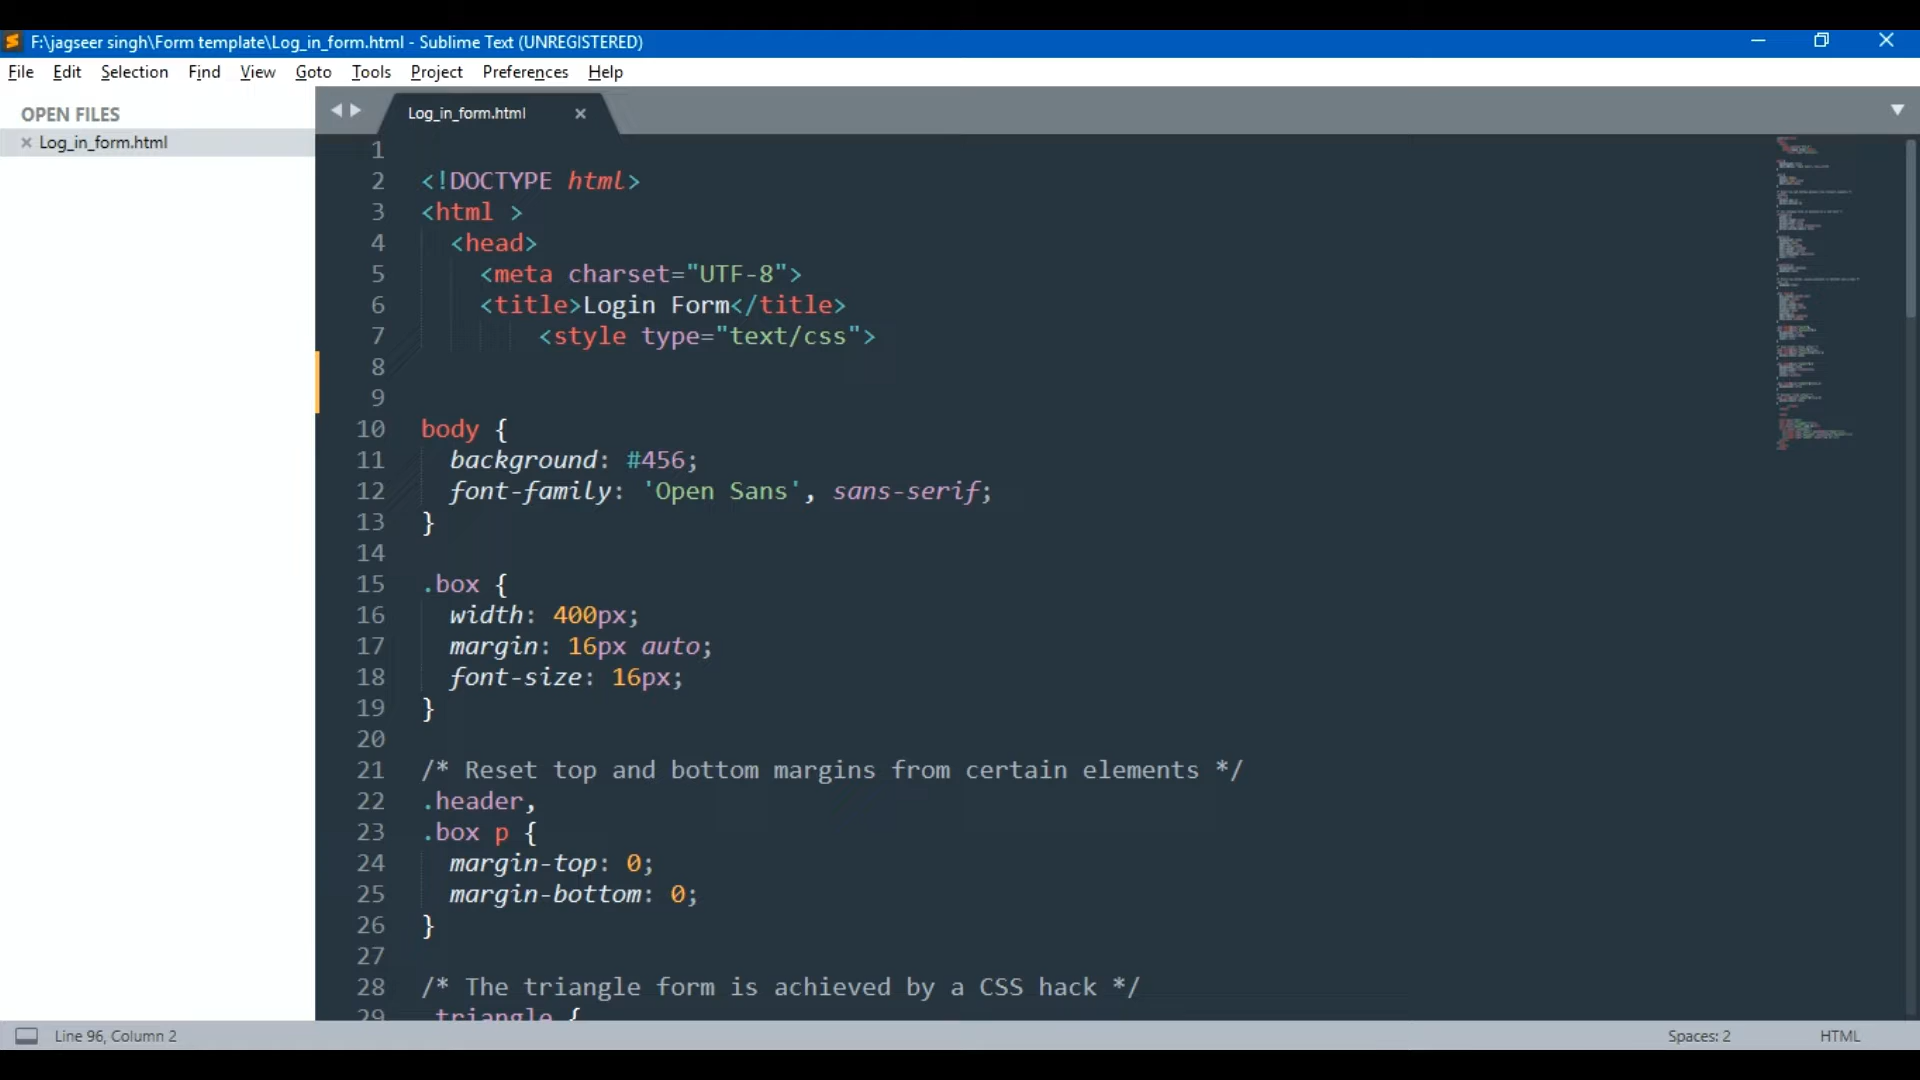 F:\jagseer singh\Form template\Log_in_form.html - Sublime Text (UNREGISTERED)
File Edit Selection Find View Goto Tools Project Preferences Help
OPEN FILES
Log_in_form.html
Log_in_form.html
1
2 <!DOCTYPE html>
3 <html >
4   <head>
5     <meta charset="UTF-8">
6     <title>Login Form</title>
7         <style type="text/css">
8
9
10 body {
11   background: #456;
12   font-family: 'Open Sans', sans-serif;
13 }
14
15 .box {
16   width: 400px;
17   margin: 16px auto;
18   font-size: 16px;
19 }
20
21 /* Reset top and bottom margins from certain elements */
22 .header,
23 .box p {
24   margin-top: 0;
25   margin-bottom: 0;
26 }
27
28 /* The triangle form is achieved by a CSS hack */
29 .triangle {
Line 96, Column 2
Spaces: 2
HTML